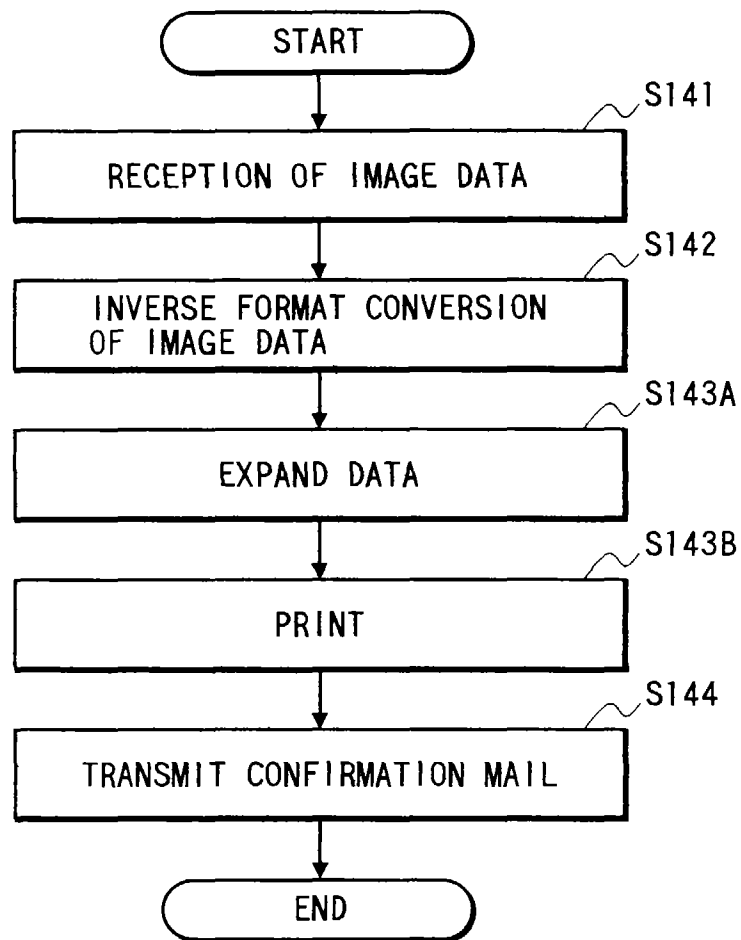 START
S141
RECEPTION OF IMAGE DATA
S142
INVERSE FORMAT CONVERSION
OF IMAGE DATA
S143A
EXPAND DATA
S143B
PRINT
S144
TRANSMIT CONFIRMATION MAIL
END